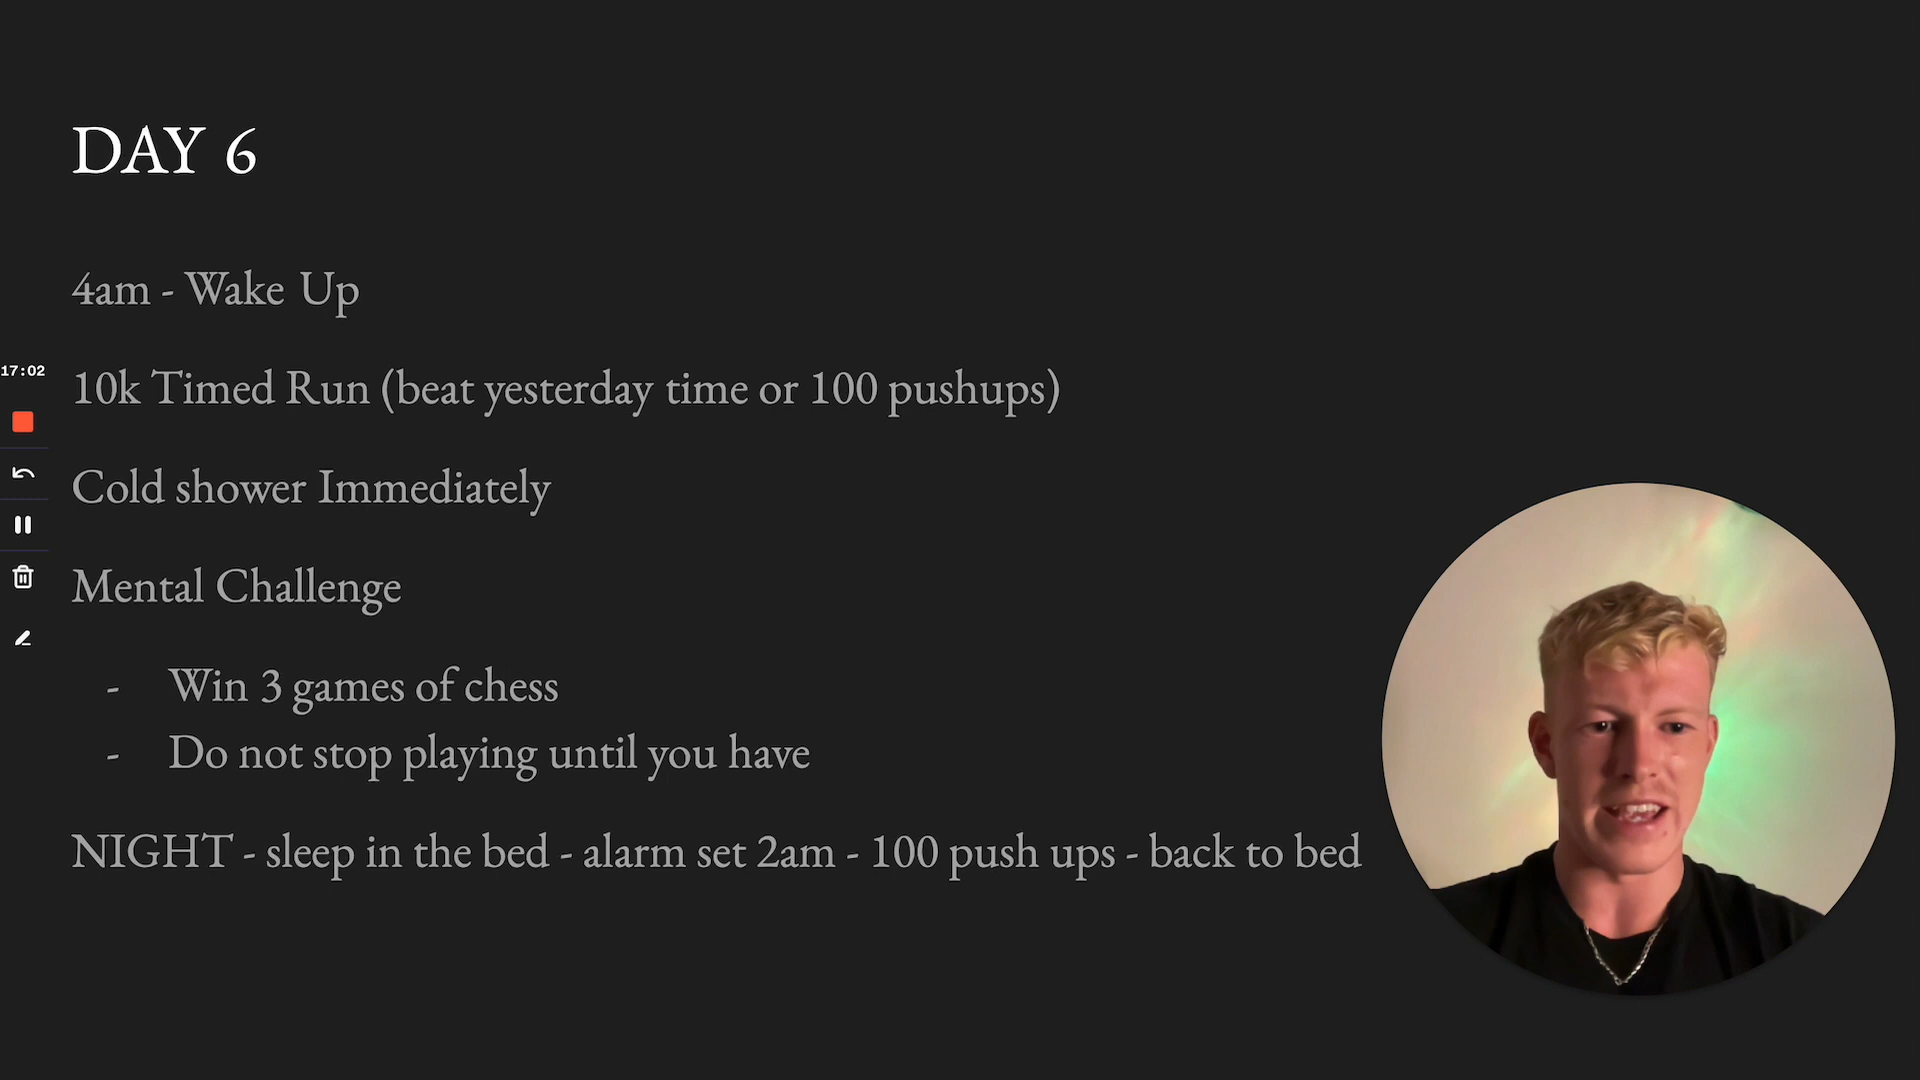 DAY 6
4am - Wake Up
17:02
10k Timed Run (beat yesterday time or 100 pushups)
Cold shower Immediately
Mental Challenge
- Win 3 games of chess
- Do not stop playing until you have
NIGHT - sleep in the bed - alarm set 2am - 100 push ups - back to bed